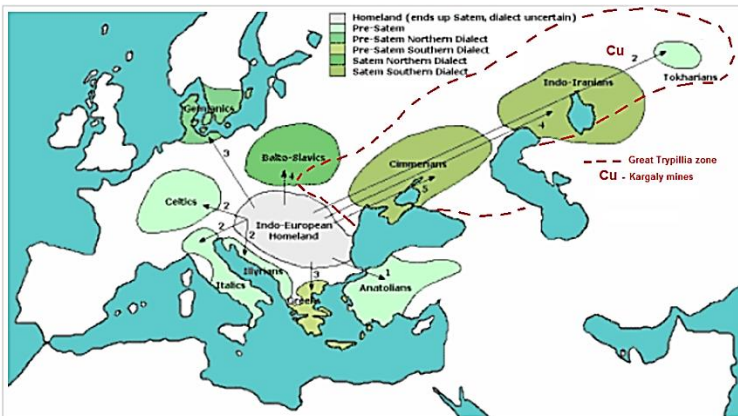 Homeland (ends up Satem, dialect uncertain)
Pre-Satem
Pre-Satem Northern Dialect
Pre-Satem Southern Dialect
Satem Northern Dialect
Satem Southern Dialect
Cu
2
Tokharians
Indo-Iranians
4
Germanics
3
Balto-Slavics
4
Cimmerians
5
Great Trypillia zone
Cu - Kargaly mines
Celtics
2
2
2
Indo-European
Homeland
Illyrians
Italics
3
Greeks
1
Anatolians